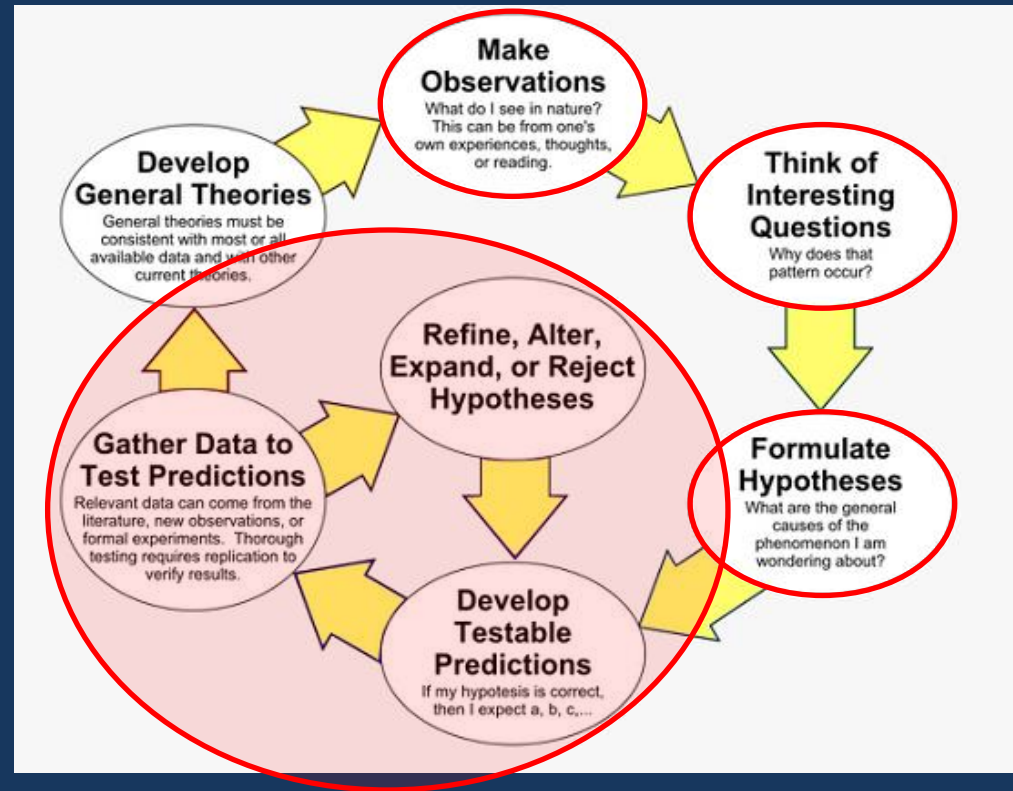 Make
Observations
What do I see in nature?
This can be from one's
own experiences, thoughts,
or reading.
Think of
Interesting
Questions
Why does that
pattern occur?
Formulate
Hypotheses
What are the general
causes of the
phenomenon I am
wondering about?
Develop
Testable
Predictions
If my hypotesis is correct,
then I expect a, b, c,...
Gather Data to
Test Predictions
Relevant data can come from the
literature, new observations, or
formal experiments. Thorough
testing requires replication to
verify results.
Refine, Alter,
Expand, or Reject
Hypotheses
Develop
General Theories
General theories must be
consistent with most or all
available data and with other
current theories.